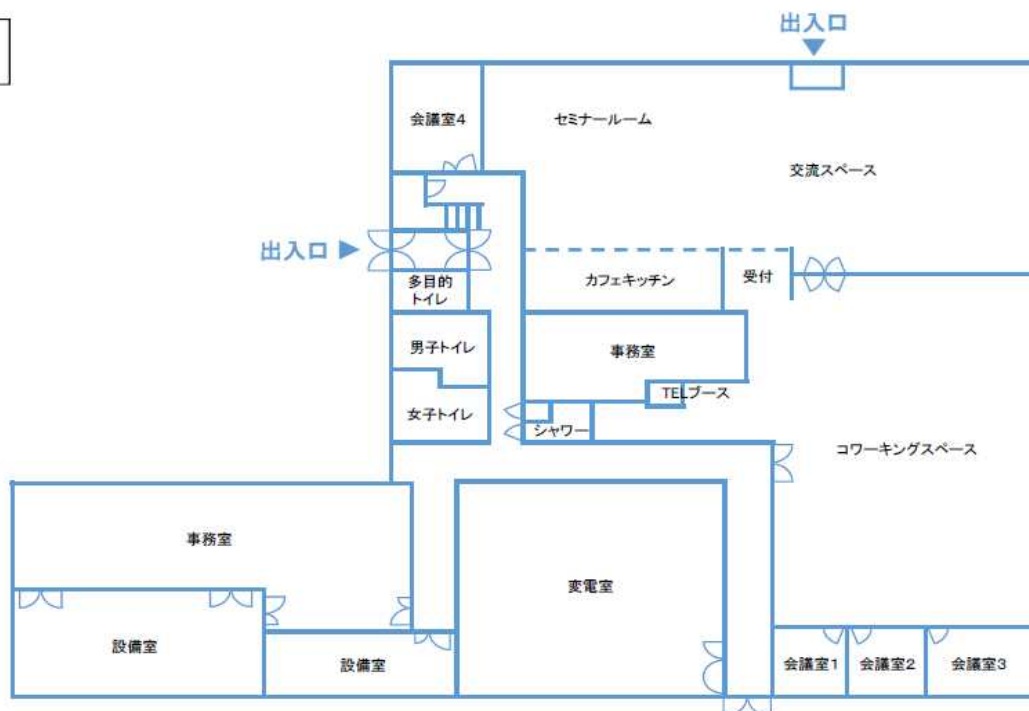 出入口
会議室4
セミナールーム
交流スペース
出入口
多目的
トイレ
カフェキッチン
受付
男子トイレ
事務室
TELブース
女子トイレ
シャワー
コワーキングスペース
事務室
変電室
設備室
設備室
会議室1
会議室2
会議室3